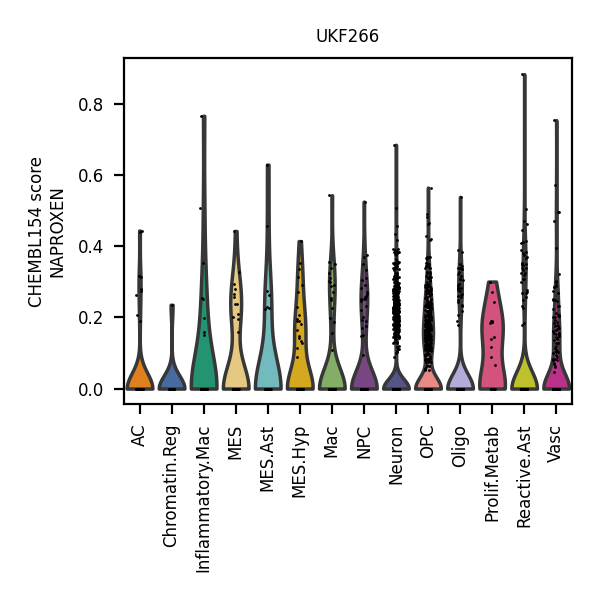 UKF266
CHEMBL154 score
NAPROXEN
0.8
0.6
0.4
0.2
0.0
AC
Chromatin.Reg
Inflammatory.Mac
MES
MES.Ast
MES.Hyp
Mac
NPC
Neuron
OPC
Oligo
Prolif.Metab
Reactive.Ast
Vasc